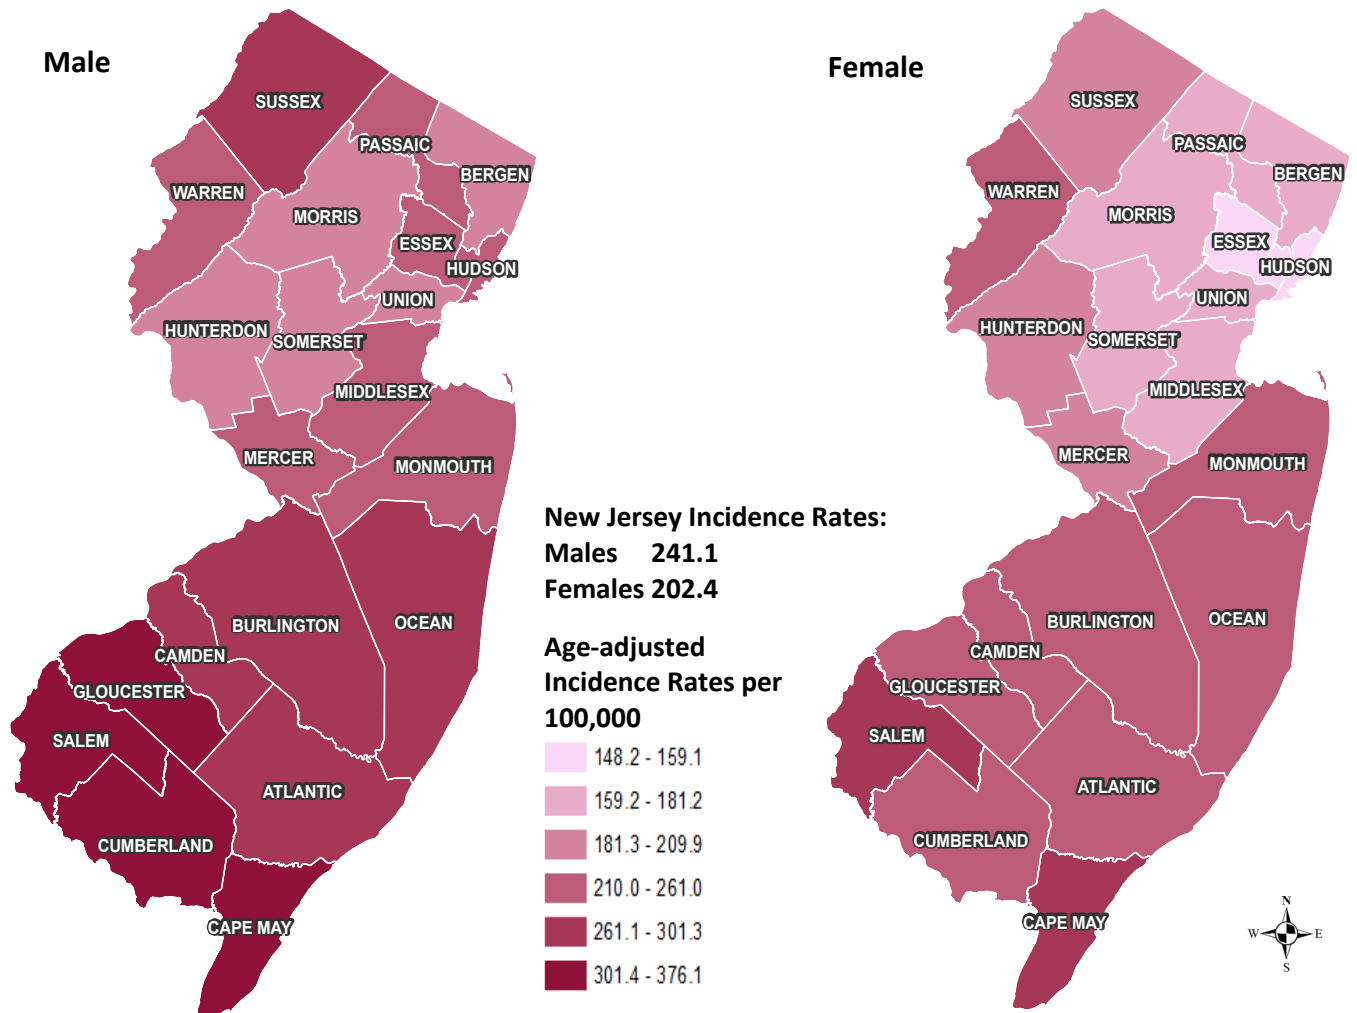 Male
SUSSEX
PASSAIC
BERGEN
WARREN
MORRIS
ESSEX
HUDSON
UNION
HUNTERDON
SOMERSET
MIDDLESEX
MERCER
MONMOUTH
BURLINGTON
OCEAN
CAMDEN
GLOUCESTER
SALEM
ATLANTIC
CUMBERLAND
CAPE MAY
New Jersey Incidence Rates:
Males 241.1
Females 202.4
Age-adjusted
Incidence Rates per
100,000
148.2 - 159.1
159.2 - 181.2
181.3 - 209.9
210.0 - 261.0
261.1 - 301.3
301.4 - 376.1
Female
SUSSEX
PASSAIC
BERGEN
WARREN
MORRIS
ESSEX
HUDSON
UNION
HUNTERDON
SOMERSET
MIDDLESEX
MERCER
MONMOUTH
BURLINGTON
OCEAN
CAMDEN
GLOUCESTER
SALEM
ATLANTIC
CUMBERLAND
CAPE MAY
N
W E
S